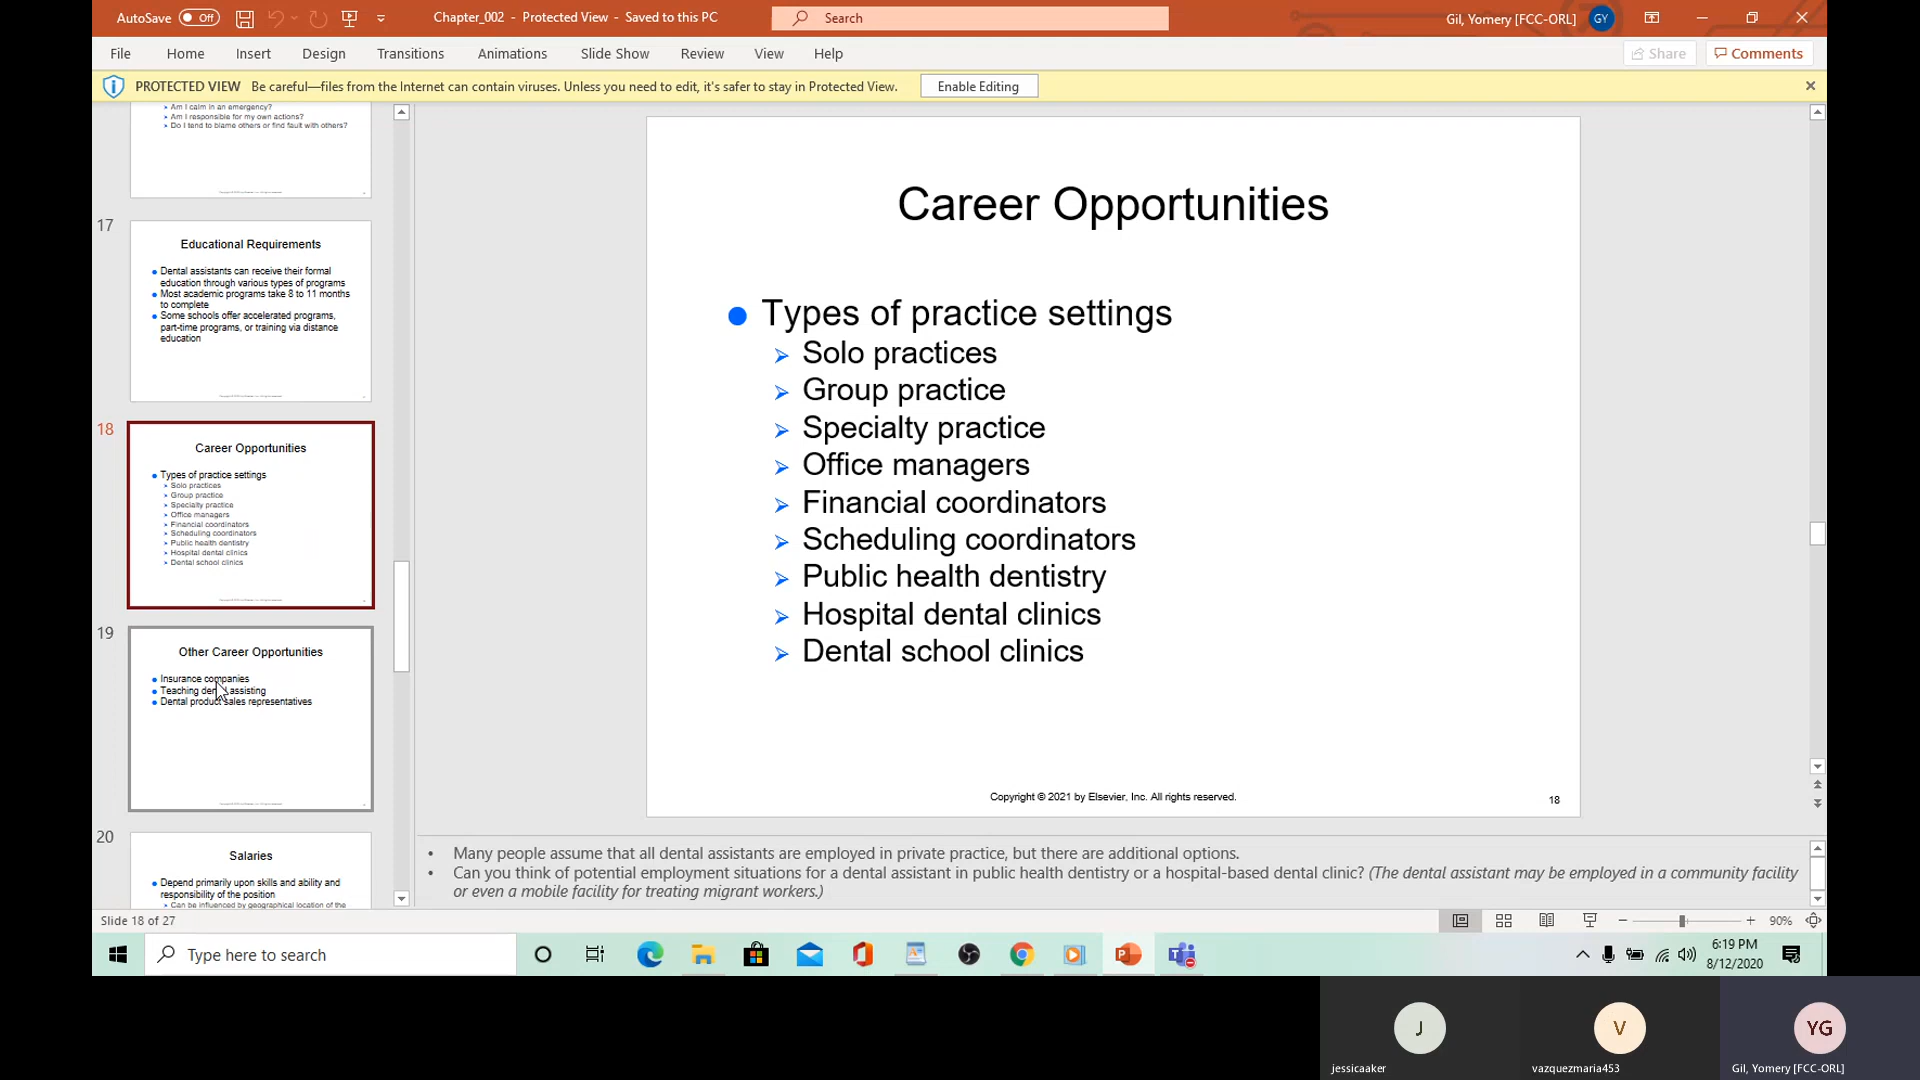 AutoSave Off
Chapter_002 - Protected View - Saved to this PC
Search
Gil, Yomery [FCC-ORL] GY
File Home Insert Design Transitions Animations Slide Show Review View Help
Share Comments
PROTECTED VIEW Be careful—files from the Internet can contain viruses. Unless you need to edit, it's safer to stay in Protected View. Enable Editing
Am I calm in an emergency?
Am I responsible for my own actions?
Do I tend to blame others or find fault with others?
17
Educational Requirements
Dental assistants can receive their formal
education through various types of programs
Most academic programs take 8 to 11 months
to complete
Some schools offer accelerated programs,
part-time programs, or training via distance
education
18
Career Opportunities
Types of practice settings
Solo practices
Group practice
Specialty practice
Office managers
Financial coordinators
Scheduling coordinators
Public health dentistry
Hospital dental clinics
Dental school clinics
19
Other Career Opportunities
Insurance companies
Teaching dental assisting
Dental product sales representatives
20
Salaries
Depend primarily upon skills and ability and
responsibility of the position
Can be influenced by geographical location of the
Career Opportunities
Types of practice settings
Solo practices
Group practice
Specialty practice
Office managers
Financial coordinators
Scheduling coordinators
Public health dentistry
Hospital dental clinics
Dental school clinics
Copyright © 2021 by Elsevier, Inc. All rights reserved.
18
Many people assume that all dental assistants are employed in private practice, but there are additional options.
Can you think of potential employment situations for a dental assistant in public health dentistry or a hospital-based dental clinic? (The dental assistant may be employed in a community facility
or even a mobile facility for treating migrant workers.)
Slide 18 of 27
90%
Type here to search
6:19 PM
8/12/2020
J
V
YG
jessicaaker
vazquezmaria453
Gil, Yomery [FCC-ORL]